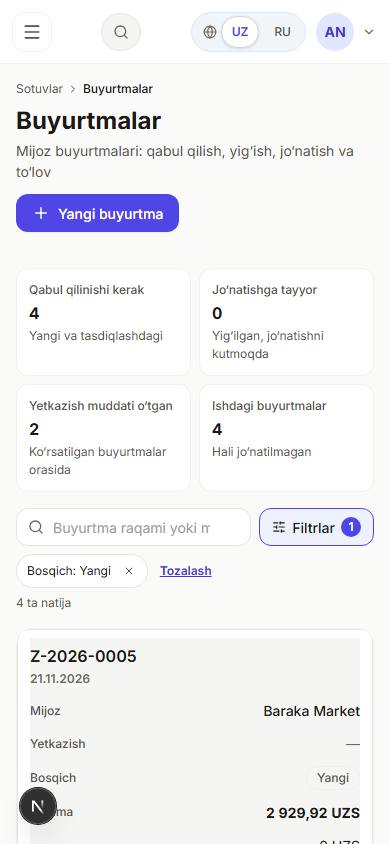 UZ
RU
AN
Sotuvlar > Buyurtmalar
Buyurtmalar
Mijoz buyurtmalari: qabul qilish, yig‘ish, jo‘natish va
to‘lov
+ Yangi buyurtma
Qabul qilinishi kerak
4
Yangi va tasdiqlashdagi
Jo‘natishga tayyor
0
Yig‘ilgan, jo‘natishni
kutmoqda
Yetkazish muddati o‘tgan
2
Ko‘rsatilgan buyurtmalar
orasida
Ishdagi buyurtmalar
4
Hali jo‘natilmagan
Buyurtma raqami yoki
Filtrlar 1
Bosqich: Yangi ×
Tozalash
4 ta natija
Z-2026-0005
21.11.2026
Mijoz Baraka Market
Yetkazish —
Bosqich Yangi
N
2 929,92 UZS